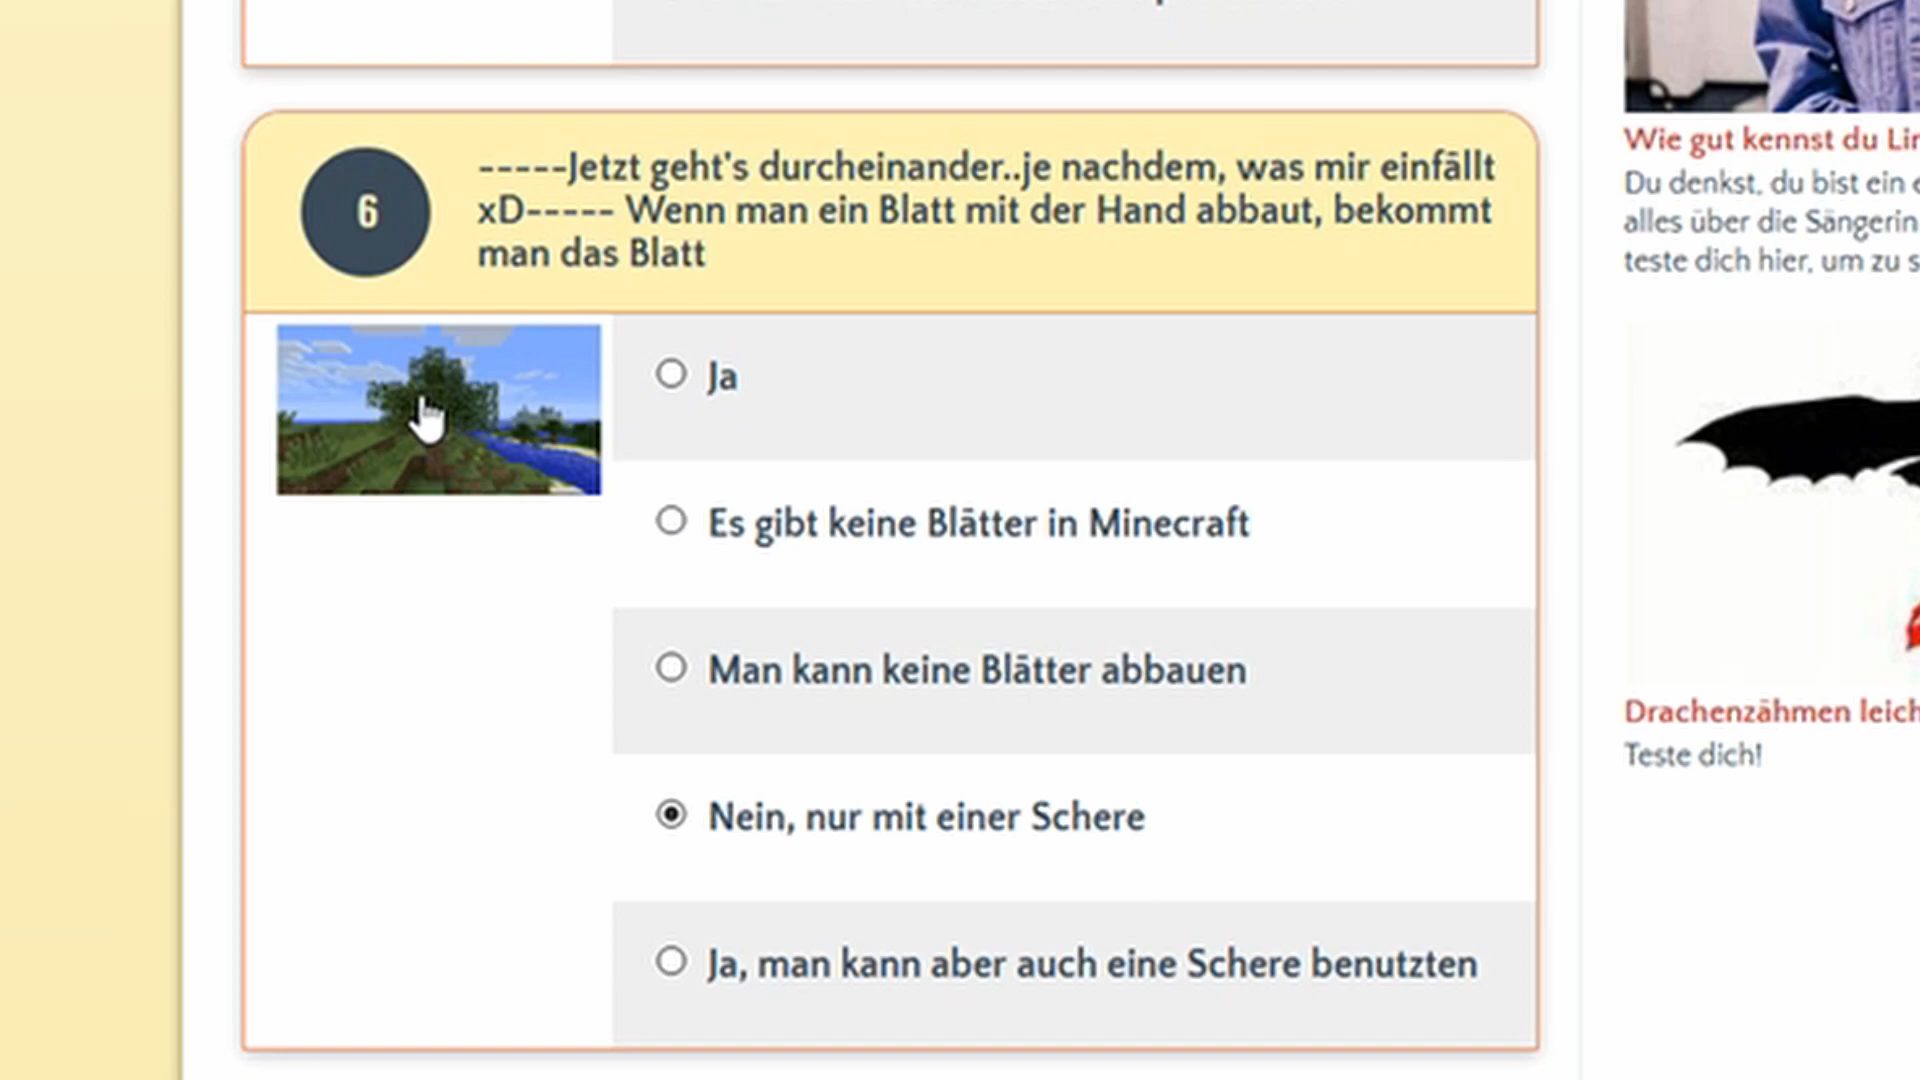 6
-----Jetzt geht's durcheinander..je nachdem, was mir einfällt
xD----- Wenn man ein Blatt mit der Hand abbaut, bekommt
man das Blatt
Ja
Es gibt keine Blätter in Minecraft
Man kann keine Blätter abbauen
Nein, nur mit einer Schere
Ja, man kann aber auch eine Schere benutzten
Wie gut kennst du
Du denkst, du bist ein
alles über die Sängerin
teste dich hier, um zu
Drachenzähmen
Teste dich!